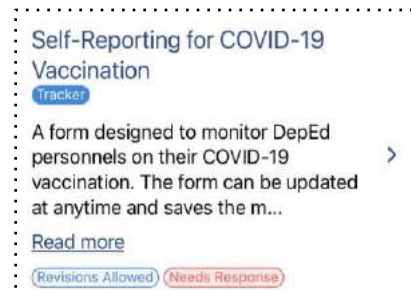 Self-Reporting for COVID-19
Vaccination
Tracker
A form designed to monitor DepEd
personnels on their COVID-19
vaccination. The form can be updated
at anytime and saves the m...
Read more
Revisions Allowed Needs Response